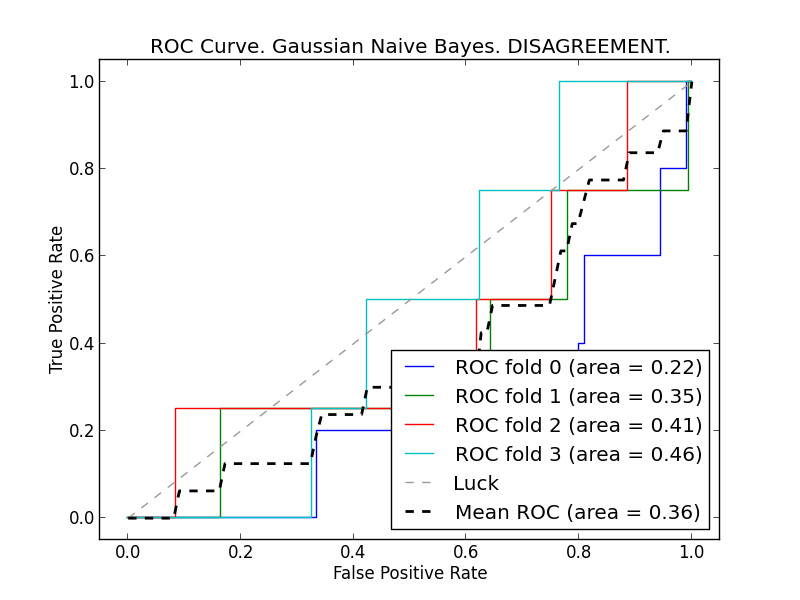 ROC Curve. Gaussian Naive Bayes. DISAGREEMENT.
True Positive Rate
1.0
0.8
0.6
0.4
0.2
0.0
ROC fold 0 (area = 0.22)
ROC fold 1 (area = 0.35)
ROC fold 2 (area = 0.41)
ROC fold 3 (area = 0.46)
Luck
Mean ROC (area = 0.36)
0.0 0.2 0.4 0.6 0.8 1.0
False Positive Rate